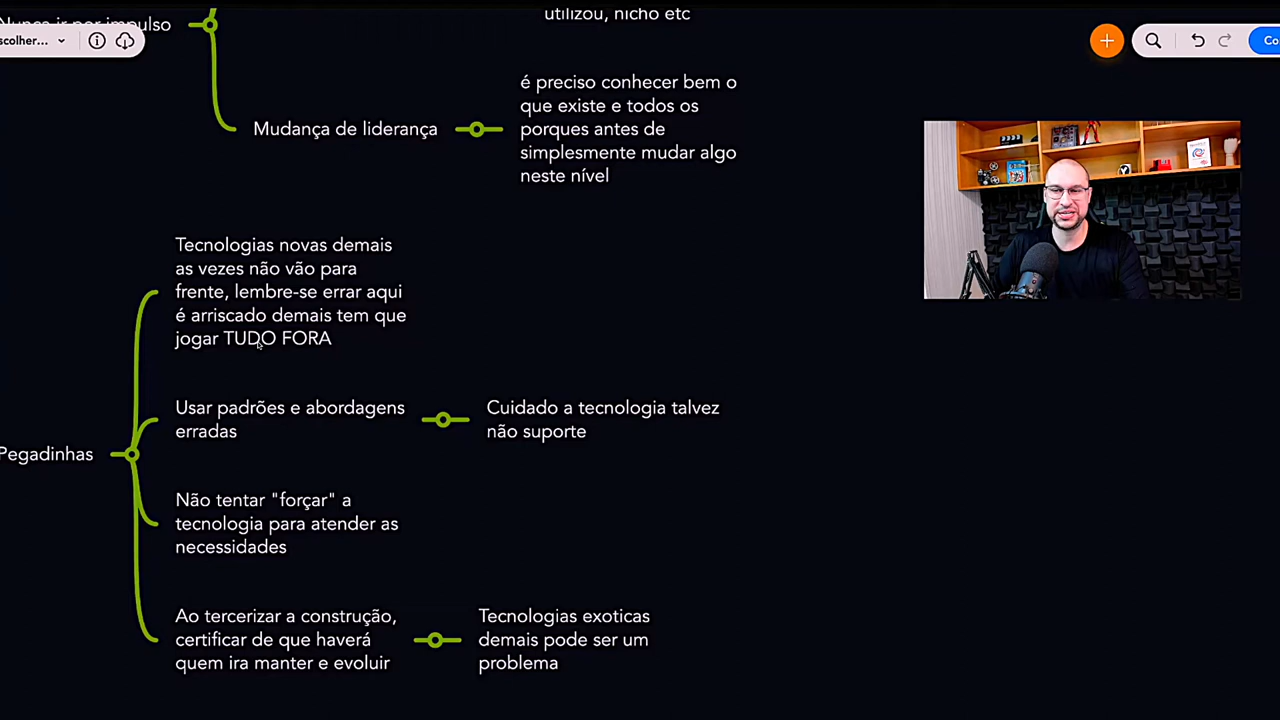 Nunca ir por impulso
utilizou, nicho etc
scolher...
Co
é preciso conhecer bem o
que existe e todos os
porques antes de
simplesmente mudar algo
neste nível
Mudança de liderança
Tecnologias novas demais
as vezes não vão para
frente, lembre-se errar aqui
é arriscado demais tem que
jogar TUDO FORA
Usar padrões e abordagens
erradas
Cuidado a tecnologia talvez
não suporte
Pegadinhas
Não tentar "forçar" a
tecnologia para atender as
necessidades
Ao tercerizar a construção,
certificar de que haverá
quem ira manter e evoluir
Tecnologias exoticas
demais pode ser um
problema